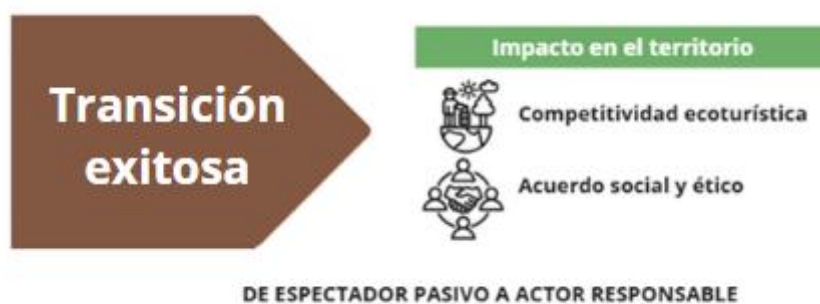 Transición
exitosa
Impacto en el territorio
Competitividad ecoturística
Acuerdo social y ético
DE ESPECTADOR PASIVO A ACTOR RESPONSABLE